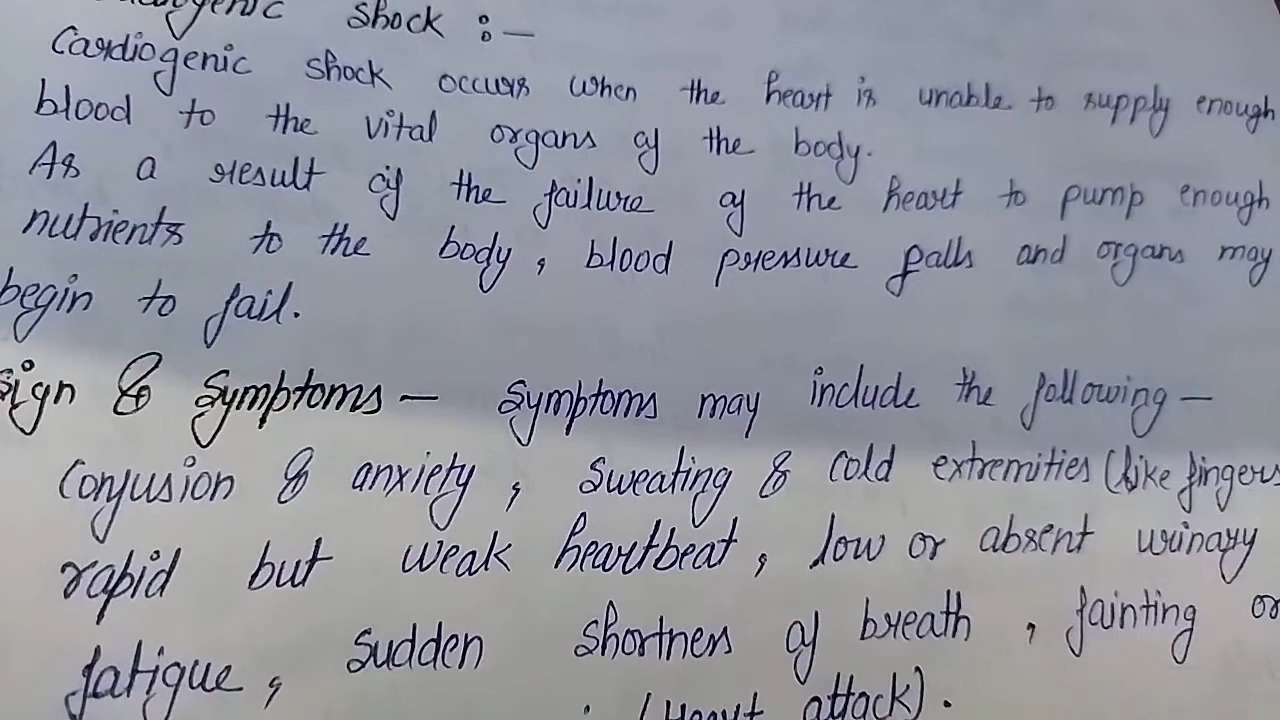 shock :-
Cardiogenic shock occurs when the heart is unable to supply enough
blood to the vital organs of the body.
As a result of the failure of the heart to pump enough
nutrients to the body, blood pressure falls and organs may
begin to fail.
Sign & Symptoms - Symptoms may include the following -
Confusion & anxiety, Sweating & cold extremities (like fingers
rapid but weak heartbeat, low or absent urinary
fatigue, sudden shortness of breath, fainting or
(Heart attack).